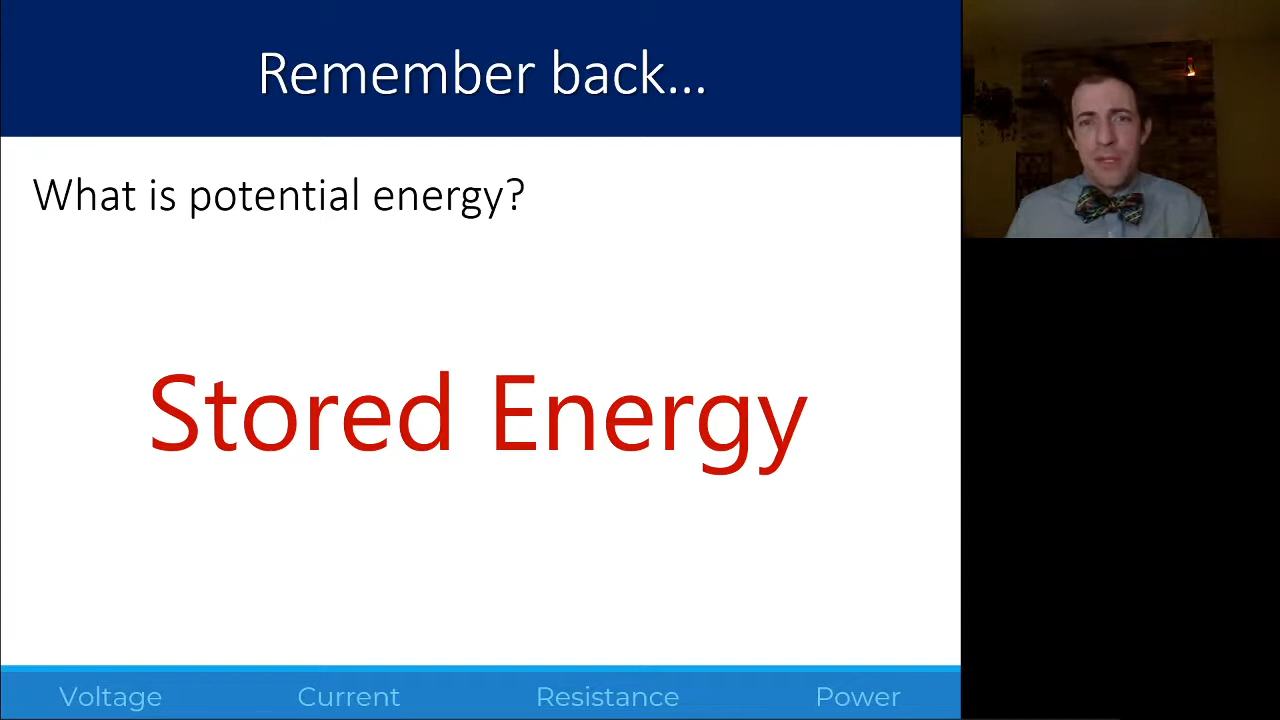 Remember back...
What is potential energy?
Stored Energy
Voltage Current Resistance Power